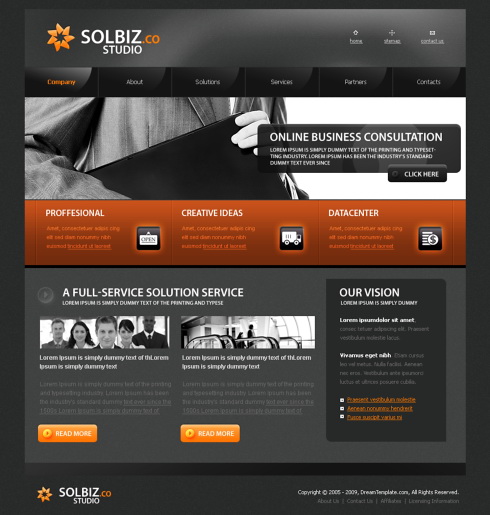 SOLBIZ.co
STUDIO
home sitemap contact us
Company About Solutions Services Partners Contacts
ONLINE BUSINESS CONSULTATION
LOREM IPSUM IS SIMPLY DUMMY TEXT OF THE PRINTING AND TYPESET-
TING INDUSTRY. LOREM IPSUM HAS BEEN THE INDUSTRY'S STANDARD
DUMMY TEXT EVER SINCE
CLICK HERE
PROFFESIONAL
Amet, consectetuer adipis cing
elit sed diam nonummy nibh
euismod tincidunt ut laoreet
OPEN
CREATIVE IDEAS
Amet, consectetuer adipis cing
elit sed diam nonummy nibh
euismod tincidunt ut laoreet
DATACENTER
Amet, consectetuer adipis cing
elit sed diam nonummy nibh
euismod tincidunt ut laoreet
A FULL-SERVICE SOLUTION SERVICE
LOREM IPSUM IS SIMPLY DUMMY TEXT OF THE PRINTING AND TYPESE
Lorem Ipsum is simply dummy text of thLorem
Ipsum is simply dummy text
Lorem Ipsum is simply dummy text of the printing
and typesetting industry. Lorem Ipsum has been
the industry's standard dummy text ever since the
1500s Lorem Ipsum is simply dummy text of
READ MORE
Lorem Ipsum is simply dummy text of thLorem
Ipsum is simply dummy text
Lorem Ipsum is simply dummy text of the printing
and typesetting industry. Lorem Ipsum has been
the industry's standard dummy text ever since the
1500s Lorem Ipsum is simply dummy text of
READ MORE
OUR VISION
LOREM IPSUM IS SIMPLY DUMMY
Lorem ipsumdolor sit amet,
consec tetuer adipiscing elit. Praesent
vestibulum molestie lacus.
Vivamus eget nibh. Etiam cursus
leo vel metus. Nulla facilisi. Aenean
nec eros. Vestibulum ante ipsumprimis
luctus et ultrices posuere cubilia.
Praesent vestibulum molestie
Aenean nonummy hendrerit
Fusce suscipit varius mi
SOLBIZ.co
STUDIO
Copyright © 2005 - 2009, DreamTemplate.com, All Rights Reserved.
About Us | Contact Us | Affiliates | Licensing Information